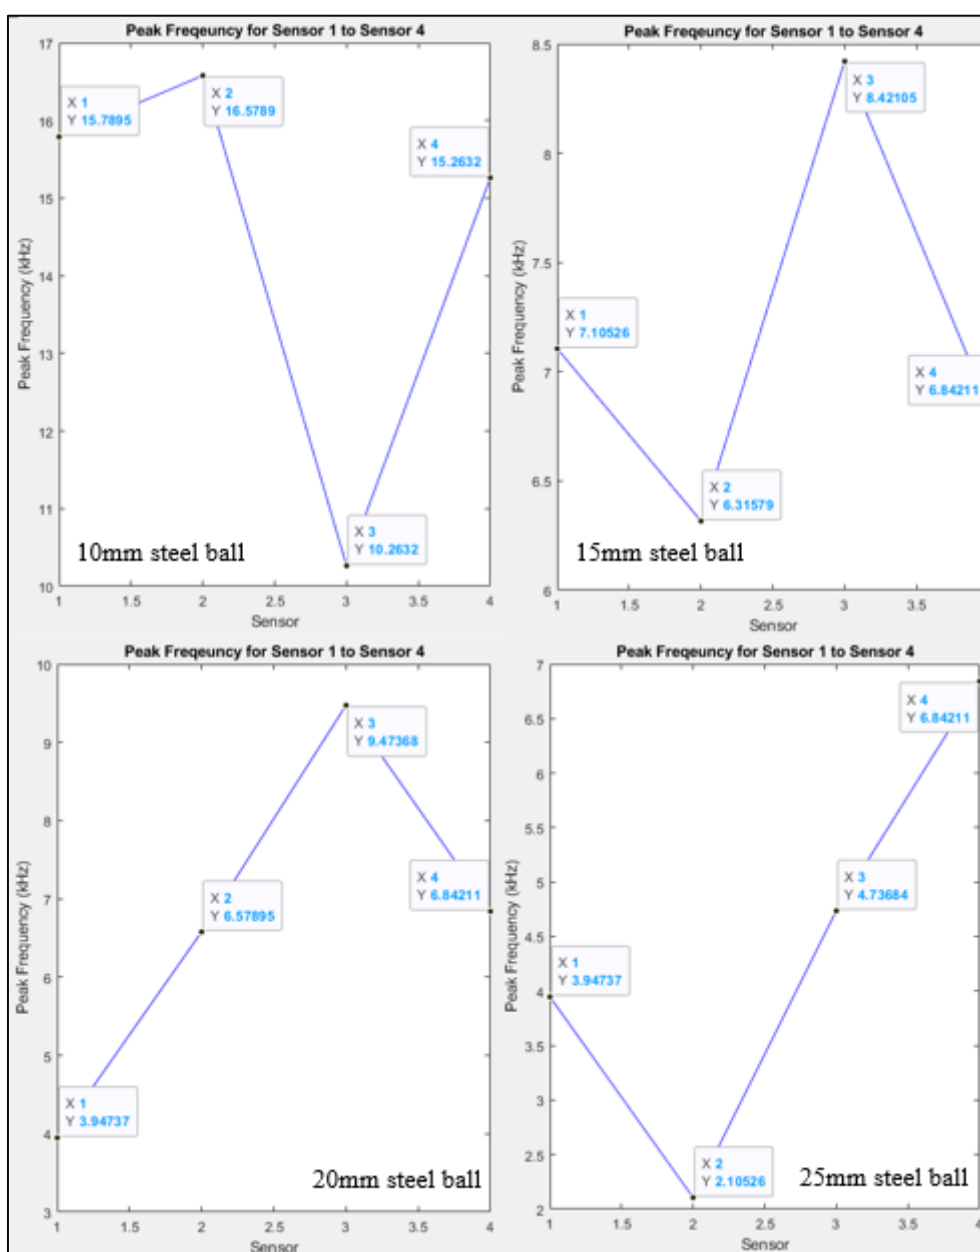 Peak Freqeuncy for Sensor 1 to Sensor 4
17
16
15
14
13
12
11
10
Peak Frequency (kHz)
X 1
Y 15.7895
X 2
Y 16.5789
X 4
Y 15.2632
X 3
Y 10.2632
10mm steel ball
1 1.5 2 2.5 3 3.5 4
Sensor
Peak Freqeuncy for Sensor 1 to Sensor 4
8.5
8
7.5
7
6.5
6
Peak Frequency (kHz)
X 3
Y 8.42105
X 1
Y 7.10526
X 4
Y 6.84211
X 2
Y 6.31579
15mm steel ball
1 1.5 2 2.5 3 3.5
Sensor
Peak Freqeuncy for Sensor 1 to Sensor 4
10
9
8
7
6
5
4
3
Peak Frequency (kHz)
X 3
Y 9.47368
X 2
Y 6.57895
X 4
Y 6.84211
X 1
Y 3.94737
20mm steel ball
1 1.5 2 2.5 3 3.5 4
Sensor
Peak Freqeuncy for Sensor 1 to Sensor 4
7
6.5
6
5.5
5
4.5
4
3.5
3
2.5
2
Peak Frequency (kHz)
X 4
Y 6.84211
X 3
Y 4.73684
X 1
Y 3.94737
X 2
Y 2.10526
25mm steel ball
1 1.5 2 2.5 3 3.5 4
Sensor